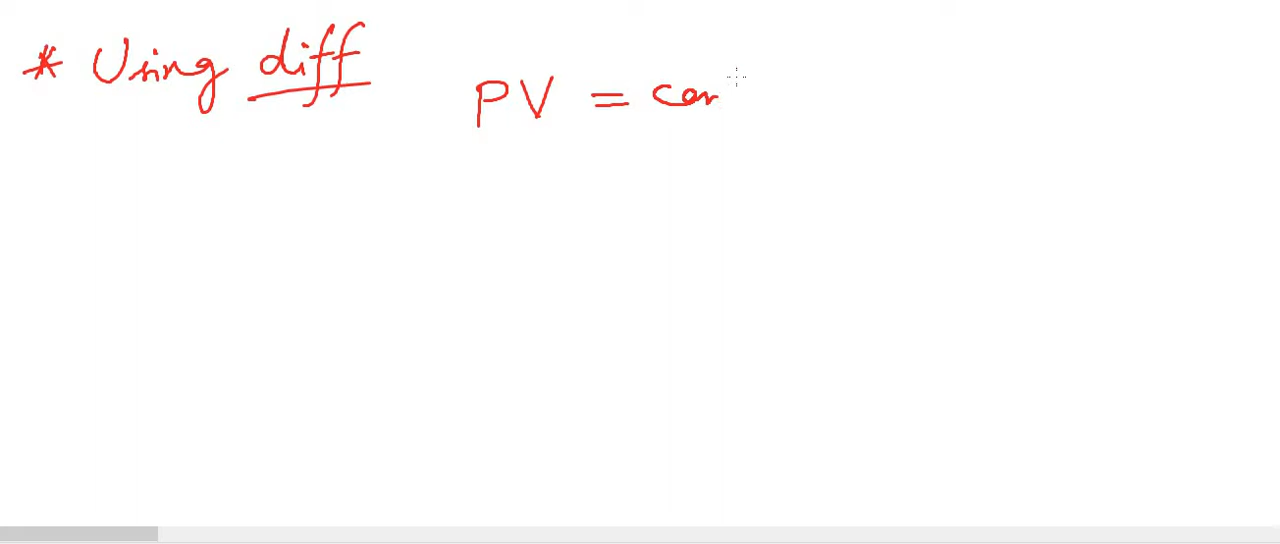 * Using diff
PV = con